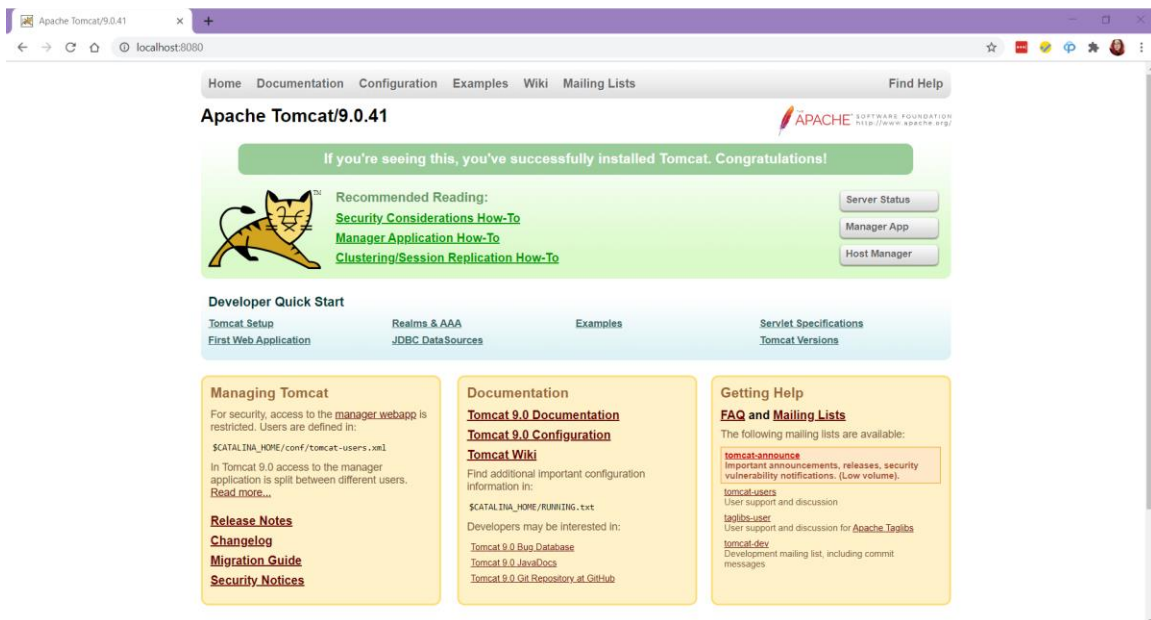 Apache Tomcat/9.0.41
localhost:8080
Home Documentation Configuration Examples Wiki Mailing Lists Find Help
Apache Tomcat/9.0.41
THE
APACHE SOFTWARE FOUNDATION
http://www.apache.org/
If you're seeing this, you've successfully installed Tomcat. Congratulations!
TM
Recommended Reading:
Security Considerations How-To
Manager Application How-To
Clustering/Session Replication How-To
Server Status
Manager App
Host Manager
Developer Quick Start
Tomcat Setup
First Web Application
Realms & AAA
JDBC DataSources
Examples
Servlet Specifications
Tomcat Versions
Managing Tomcat
For security, access to the manager webapp is
restricted. Users are defined in:
$CATALINA_HOME/conf/tomcat-users.xml
In Tomcat 9.0 access to the manager
application is split between different users.
Read more...
Release Notes
Changelog
Migration Guide
Security Notices
Documentation
Tomcat 9.0 Documentation
Tomcat 9.0 Configuration
Tomcat Wiki
Find additional important configuration
information in:
$CATALINA_HOME/RUNNING.txt
Developers may be interested in:
Tomcat 9.0 Bug Database
Tomcat 9.0 JavaDocs
Tomcat 9.0 Git Repository at GitHub
Getting Help
FAQ and Mailing Lists
The following mailing lists are available:
tomcat-announce
Important announcements, releases, security
vulnerability notifications. (Low volume).
tomcat-users
User support and discussion
taglibs-user
User support and discussion for Apache Taglibs
tomcat-dev
Development mailing list, including commit
messages